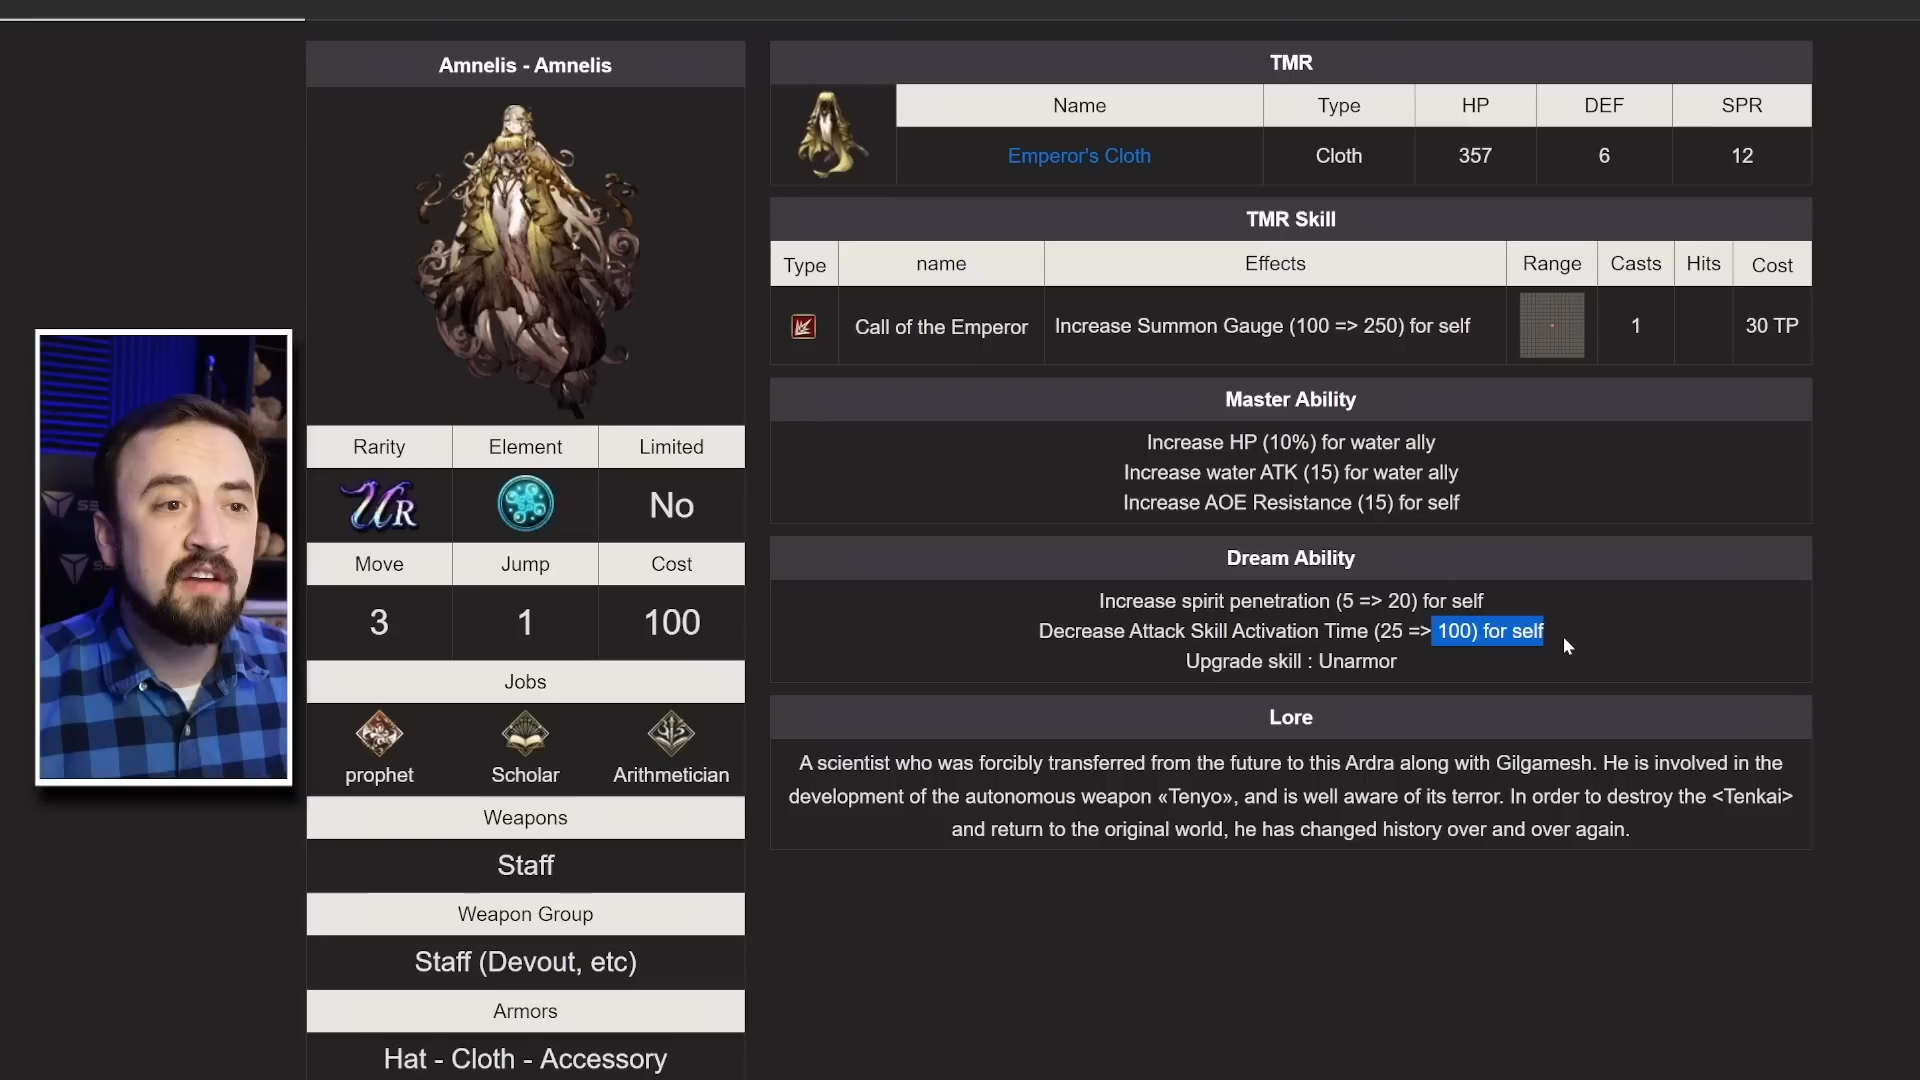 Amnelis - Amnelis
Rarity Element Limited
UR No
Move Jump Cost
3 1 100
Jobs
prophet Scholar Arithmetician
Weapons
Staff
Weapon Group
Staff (Devout, etc)
Armors
Hat - Cloth - Accessory
TMR
Name Type HP DEF SPR
Emperor's Cloth Cloth 357 6 12
TMR Skill
Type name Effects Range Casts Hits Cost
Call of the Emperor Increase Summon Gauge (100 => 250) for self 1 30 TP
Master Ability
Increase HP (10%) for water ally
Increase water ATK (15) for water ally
Increase AOE Resistance (15) for self
Dream Ability
Increase spirit penetration (5 => 20) for self
Decrease Attack Skill Activation Time (25 => 100) for self
Upgrade skill : Unarmor
Lore
A scientist who was forcibly transferred from the future to this Ardra along with Gilgamesh. He is involved in the
development of the autonomous weapon «Tenyo», and is well aware of its terror. In order to destroy the <Tenkai>
and return to the original world, he has changed history over and over again.